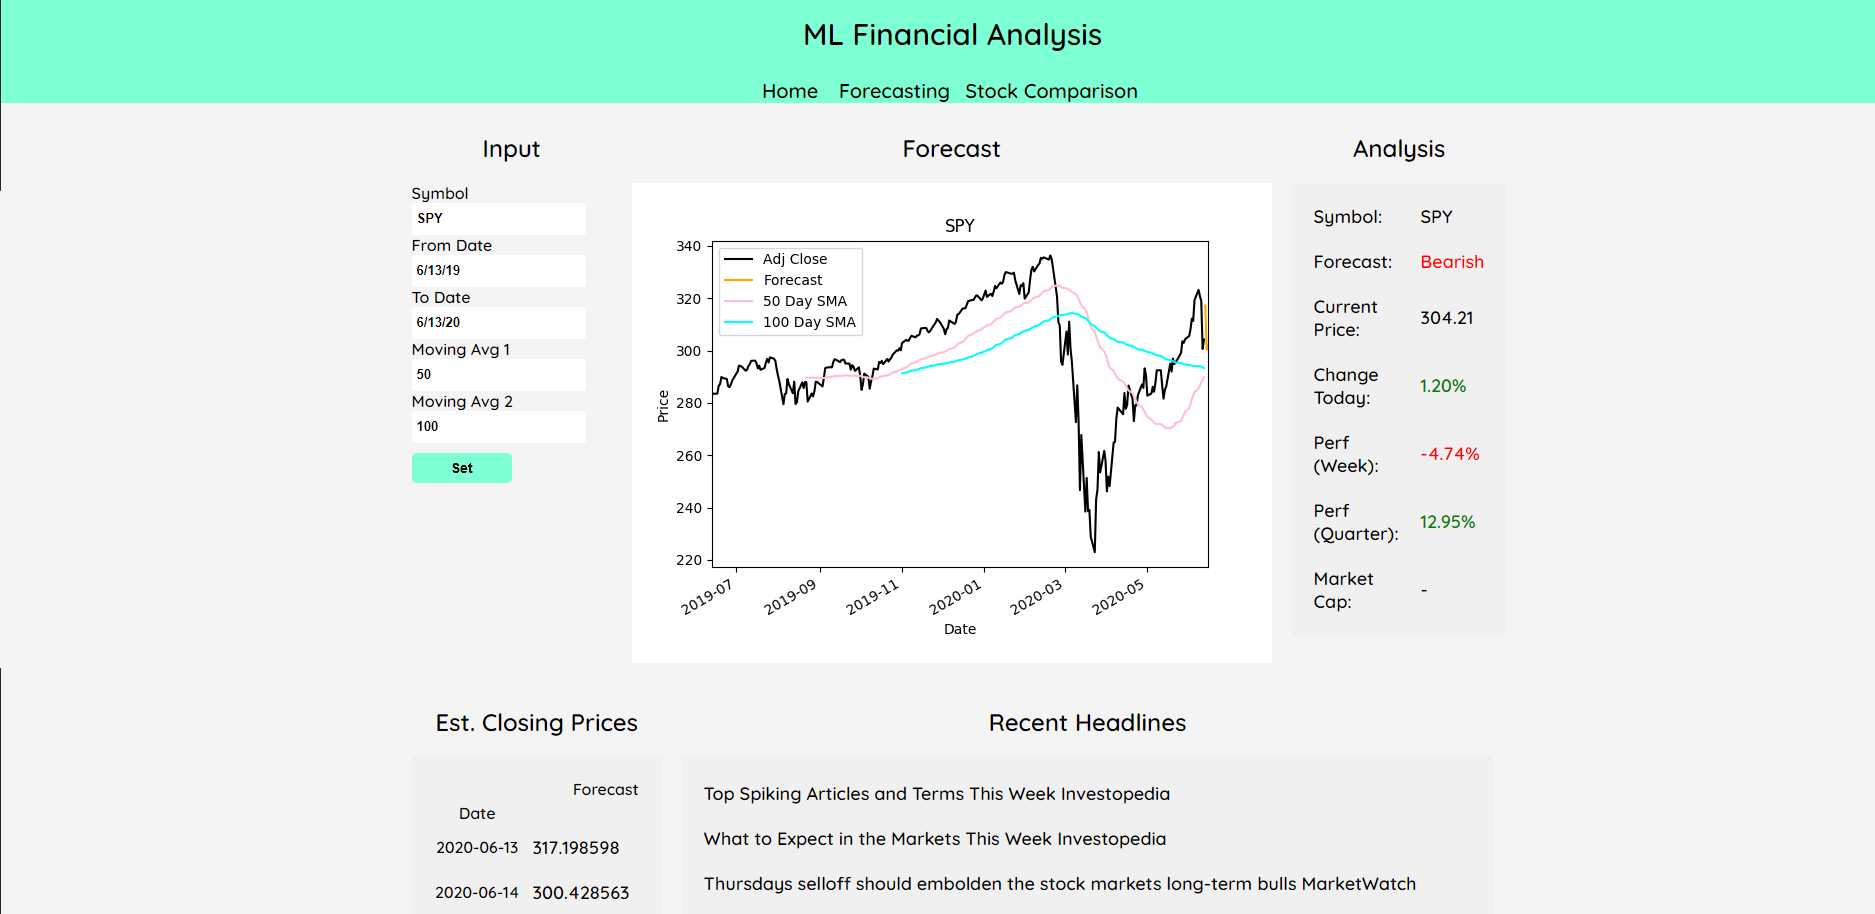 ML Financial Analysis
Home Forecasting Stock Comparison
Input
Symbol
SPY
From Date
6/13/19
To Date
6/13/20
Moving Avg 1
50
Moving Avg 2
100
Set
Forecast
SPY
Adj Close
Forecast
50 Day SMA
100 Day SMA
Price
340
320
300
280
260
240
220
2019-07
2019-09
2019-11
2020-01
2020-03
2020-05
Date
Analysis
Symbol: SPY
Forecast: Bearish
Current
Price: 304.21
Change
Today: 1.20%
Perf
(Week): -4.74%
Perf
(Quarter): 12.95%
Market
Cap: -
Est. Closing Prices
Forecast
Date
2020-06-13 317.198598
2020-06-14 300.428563
Recent Headlines
Top Spiking Articles and Terms This Week Investopedia
What to Expect in the Markets This Week Investopedia
Thursdays selloff should embolden the stock markets long-term bulls MarketWatch